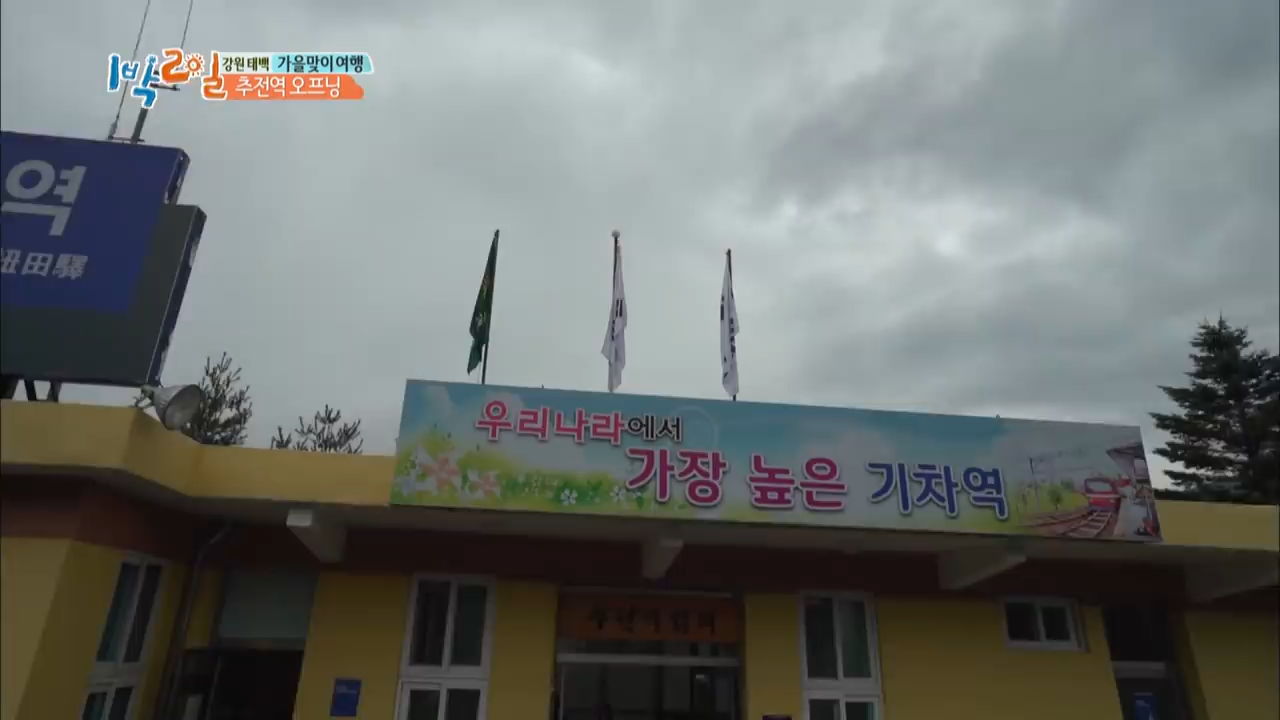 1박2일
강원 태백 가을맞이 여행
추전역 오프닝
역
田驛
우리나라에서
가장 높은 기차역